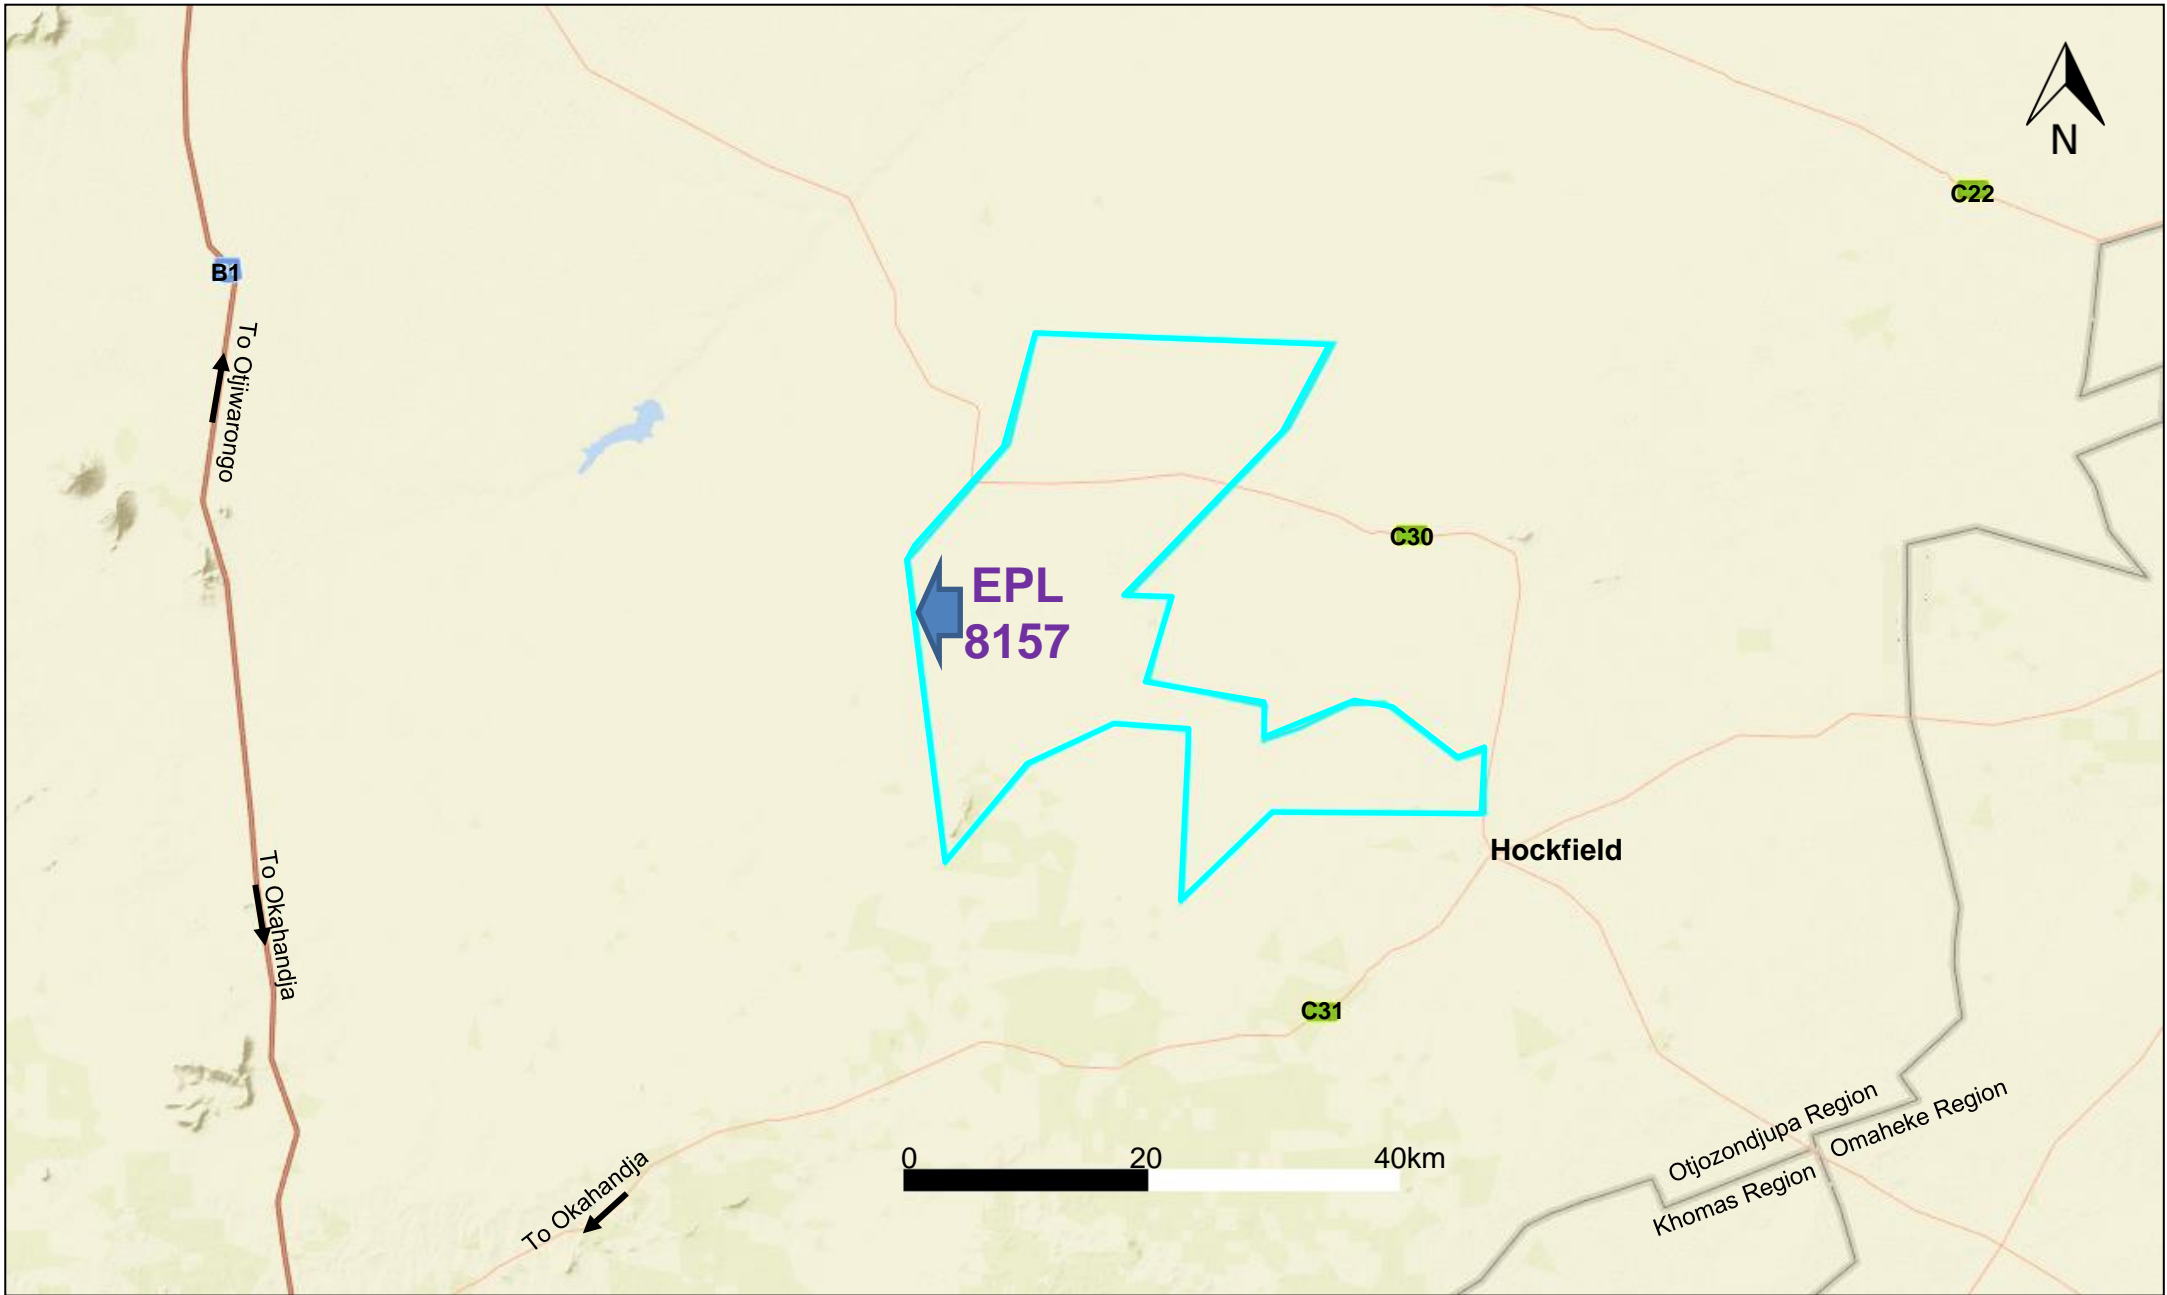 N
C22
B1
To Otjiwarongo
C30
EPL
8157
Hockfield
To Okahandja
C31
Otjozondjupa Region
Omaheke Region
Khomas Region
0 20 40km
To Okahandja